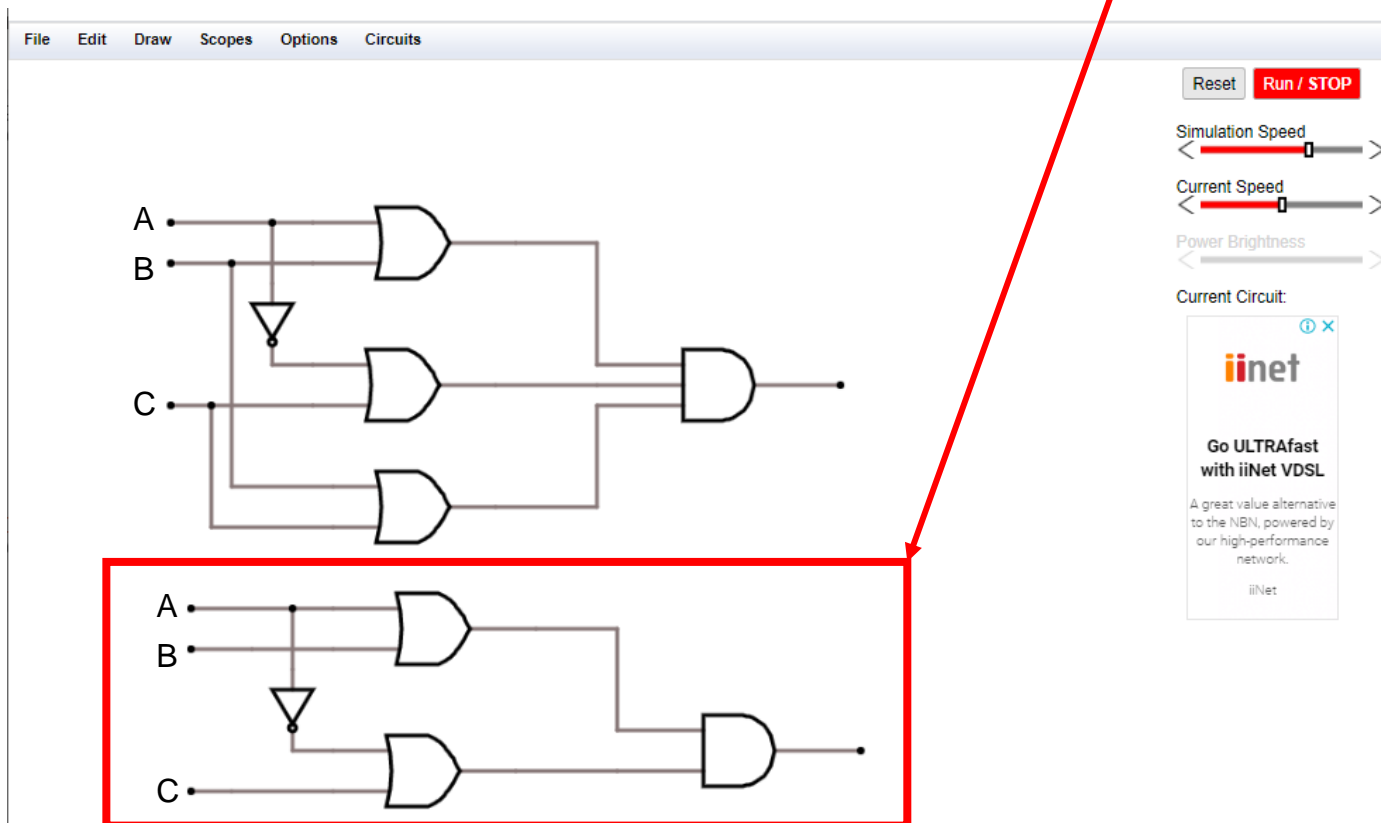 File Edit Draw Scopes Options Circuits
Reset Run / STOP
Simulation Speed
Current Speed
Power Brightness
Current Circuit:
iinet
Go ULTRAfast
with iiNet VDSL
A great value alternative
to the NBN, powered by
our high-performance
network.
iiNet
A
B
C
A
B
C